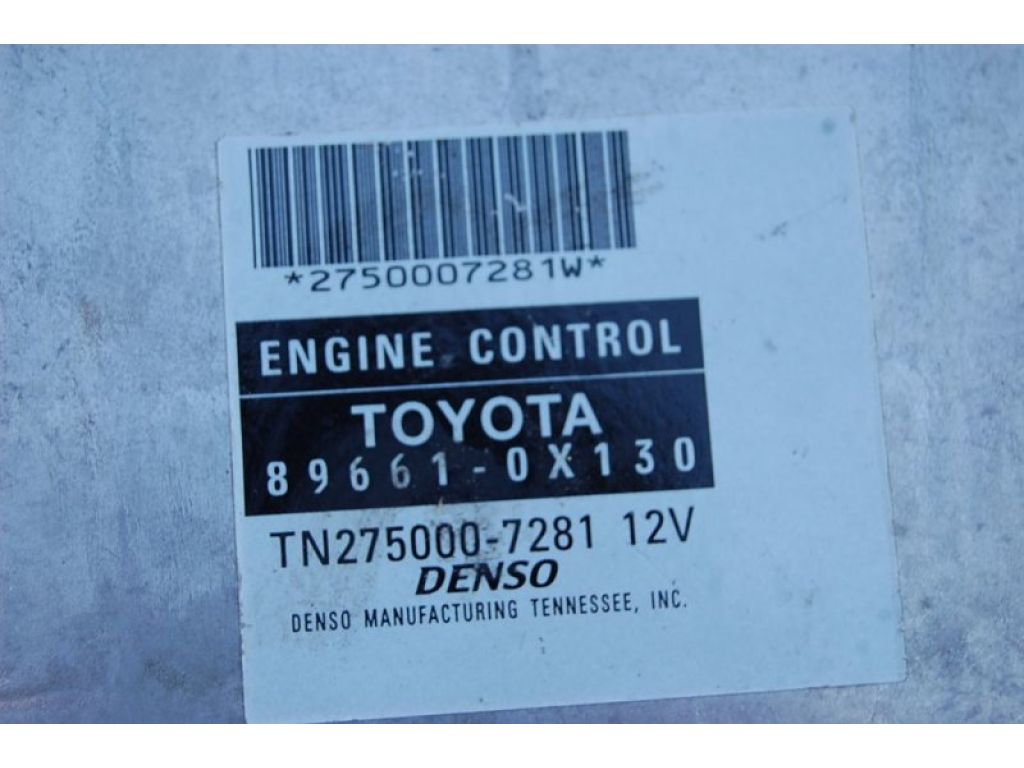 *2750007281W*
ENGINE CONTROL
TOYOTA
89661-0X130
TN275000-7281 12V
DENSO
DENSO MANUFACTURING TENNESSEE, INC.